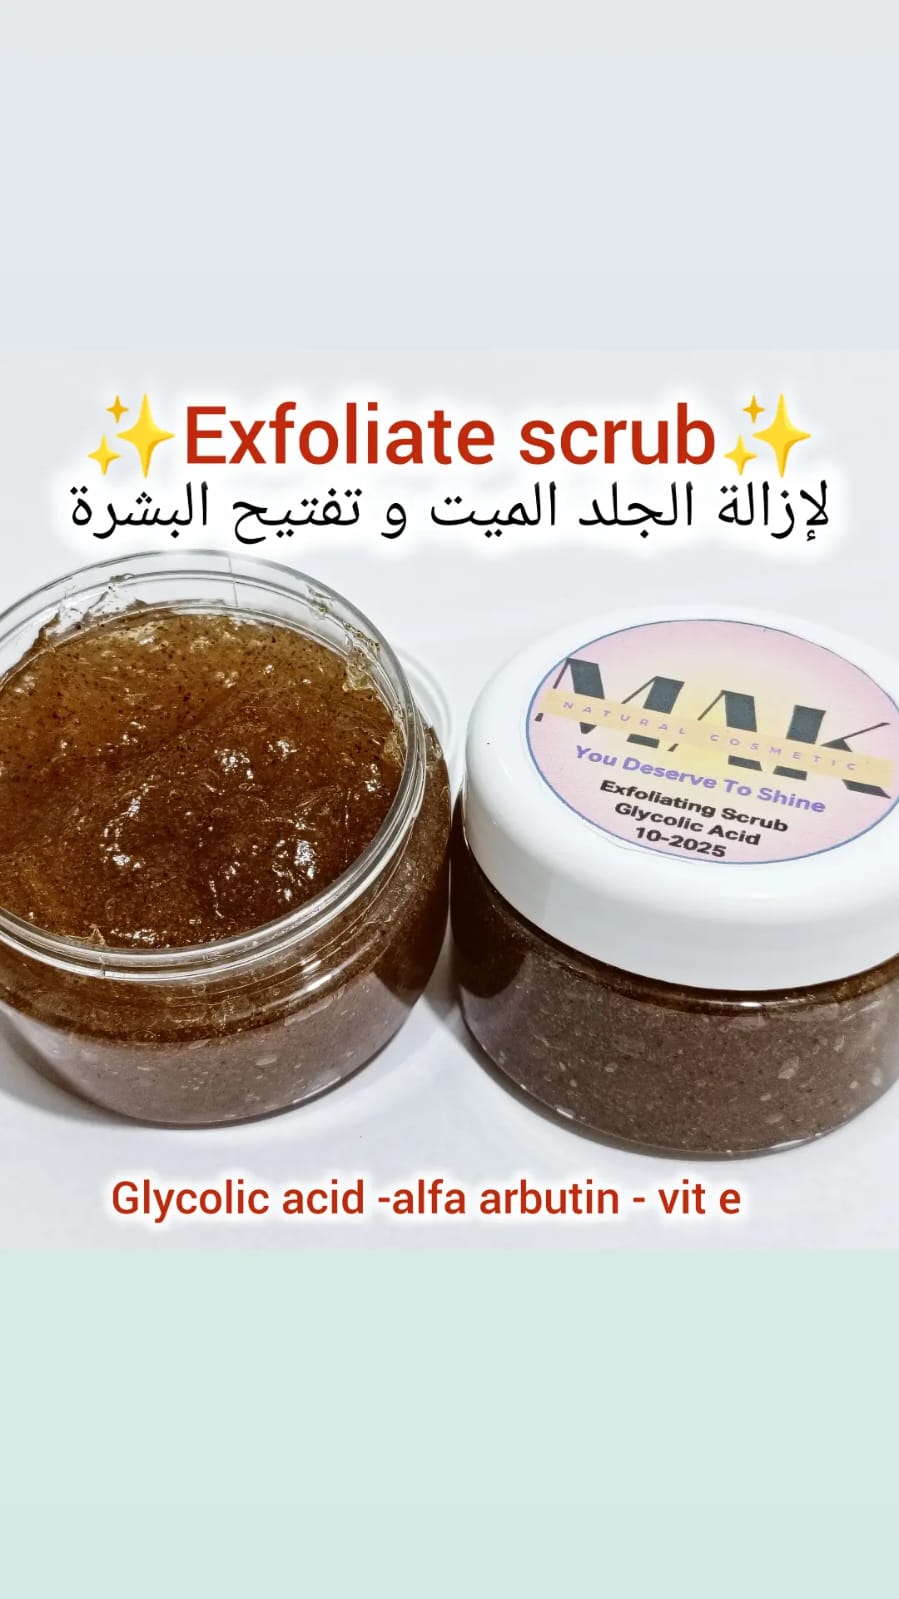 ✨Exfoliate scrub✨
لإزالة الجلد الميت و تفتيح البشرة
MAK
NATURAL COSMETIC
You Deserve To Shine
Exfoliating Scrub
Glycolic Acid
10-2025
Glycolic acid -alfa arbutin - vit e